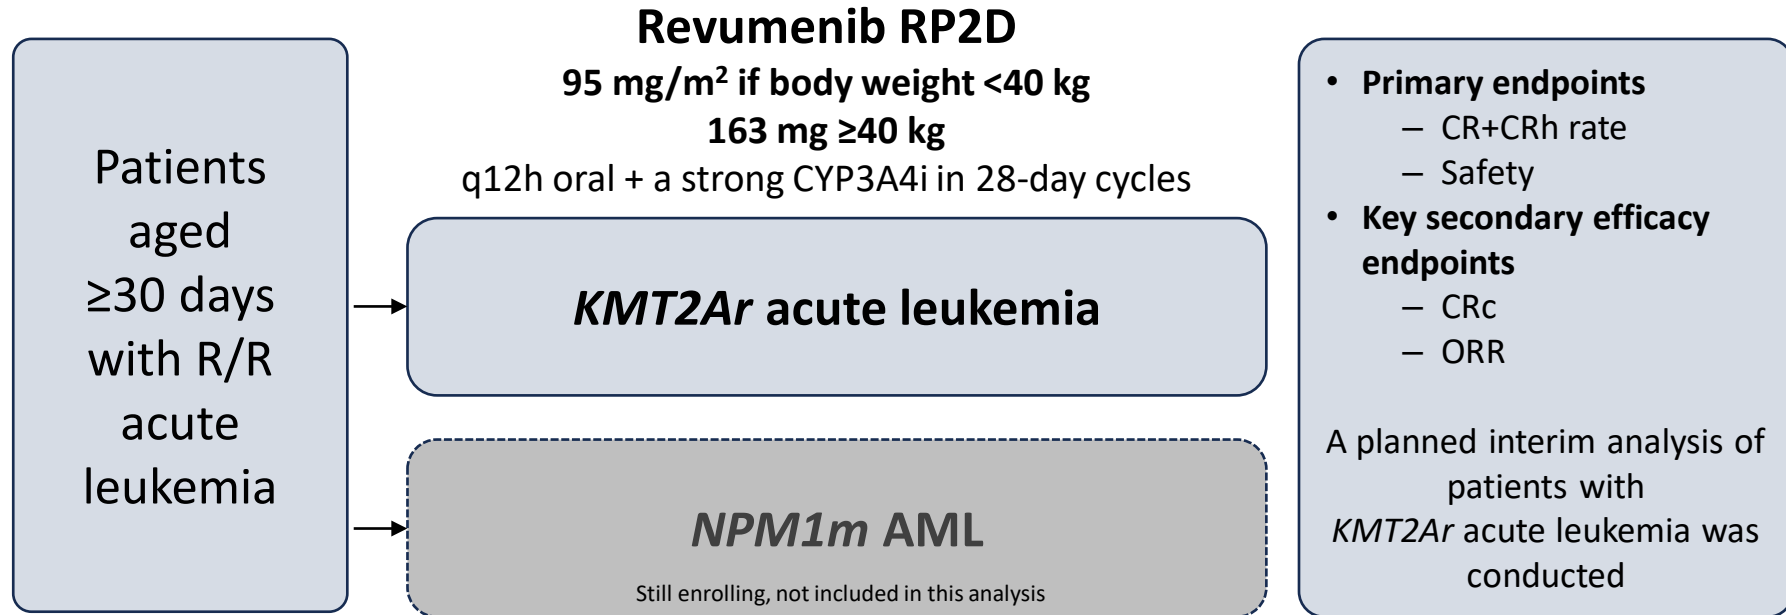 Revumenib RP2D
95 mg/m² if body weight <40 kg
163 mg ≥40 kg
q12h oral + a strong CYP3A4i in 28-day cycles
Patients
aged
≥30 days
with R/R
acute
leukemia
KMT2Ar acute leukemia
NPM1m AML
Still enrolling, not included in this analysis
• Primary endpoints
– CR+CRh rate
– Safety
• Key secondary efficacy
endpoints
– CRc
– ORR
A planned interim analysis of
patients with
KMT2Ar acute leukemia was
conducted